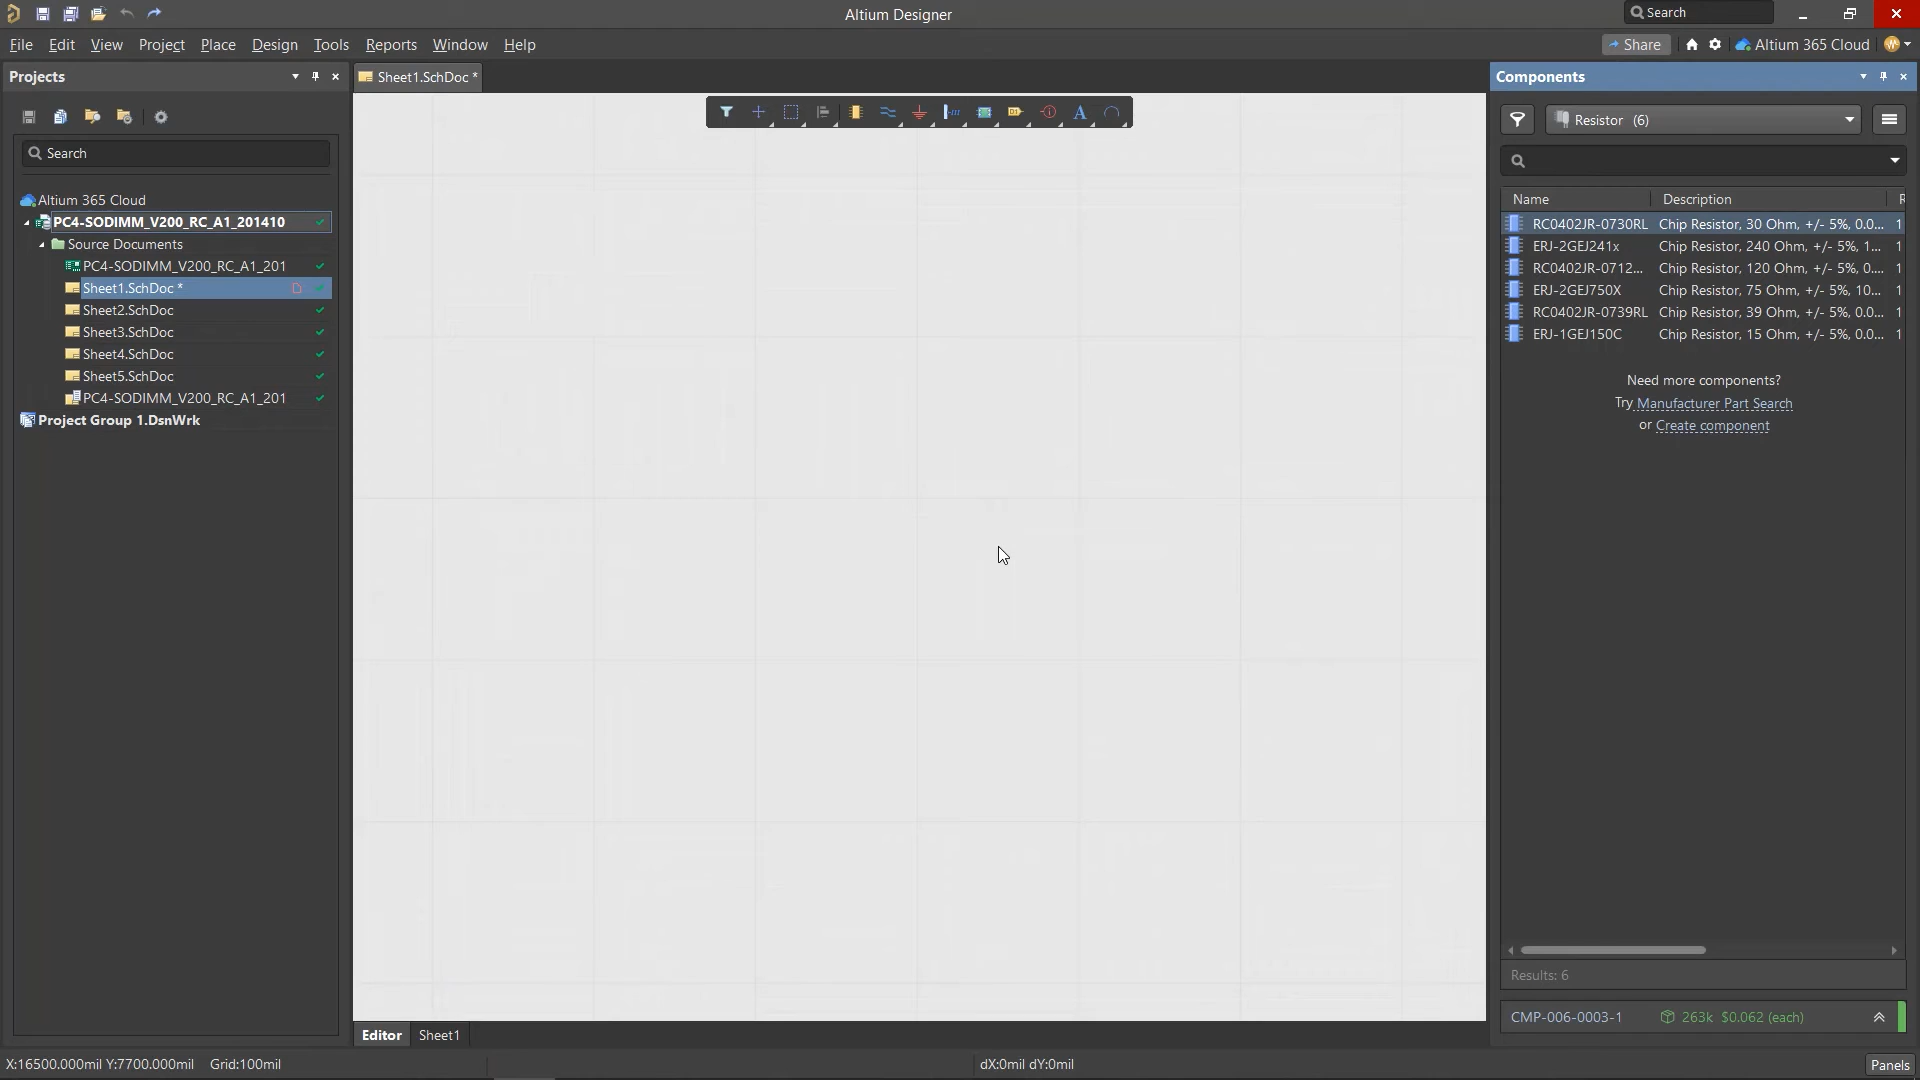 Altium Designer
Search
File Edit View Project Place Design Tools Reports Window Help
Share
Altium 365 Cloud
Projects
Sheet1.SchDoc *
Components
Resistor (6)
Search
Name Description R
Altium 365 Cloud
PC4-SODIMM_V200_RC_A1_201410
Source Documents
PC4-SODIMM_V200_RC_A1_201
Sheet1.SchDoc *
Sheet2.SchDoc
Sheet3.SchDoc
Sheet4.SchDoc
Sheet5.SchDoc
PC4-SODIMM_V200_RC_A1_201
Project Group 1.DsnWrk
RC0402JR-0730RL Chip Resistor, 30 Ohm, +/- 5%, 0.0... 1
ERJ-2GEJ241x Chip Resistor, 240 Ohm, +/- 5%, 1... 1
RC0402JR-0712... Chip Resistor, 120 Ohm, +/- 5%, 0.... 1
ERJ-2GEJ750X Chip Resistor, 75 Ohm, +/- 5%, 10... 1
RC0402JR-0739RL Chip Resistor, 39 Ohm, +/- 5%, 0.0... 1
ERJ-1GEJ150C Chip Resistor, 15 Ohm, +/- 5%, 0.0... 1
Need more components?
Try Manufacturer Part Search
or Create component
Results: 6
CMP-006-0003-1 263k $0.062 (each)
Editor Sheet1
X:16500.000mil Y:7700.000mil Grid:100mil
dX:0mil dY:0mil
Panels